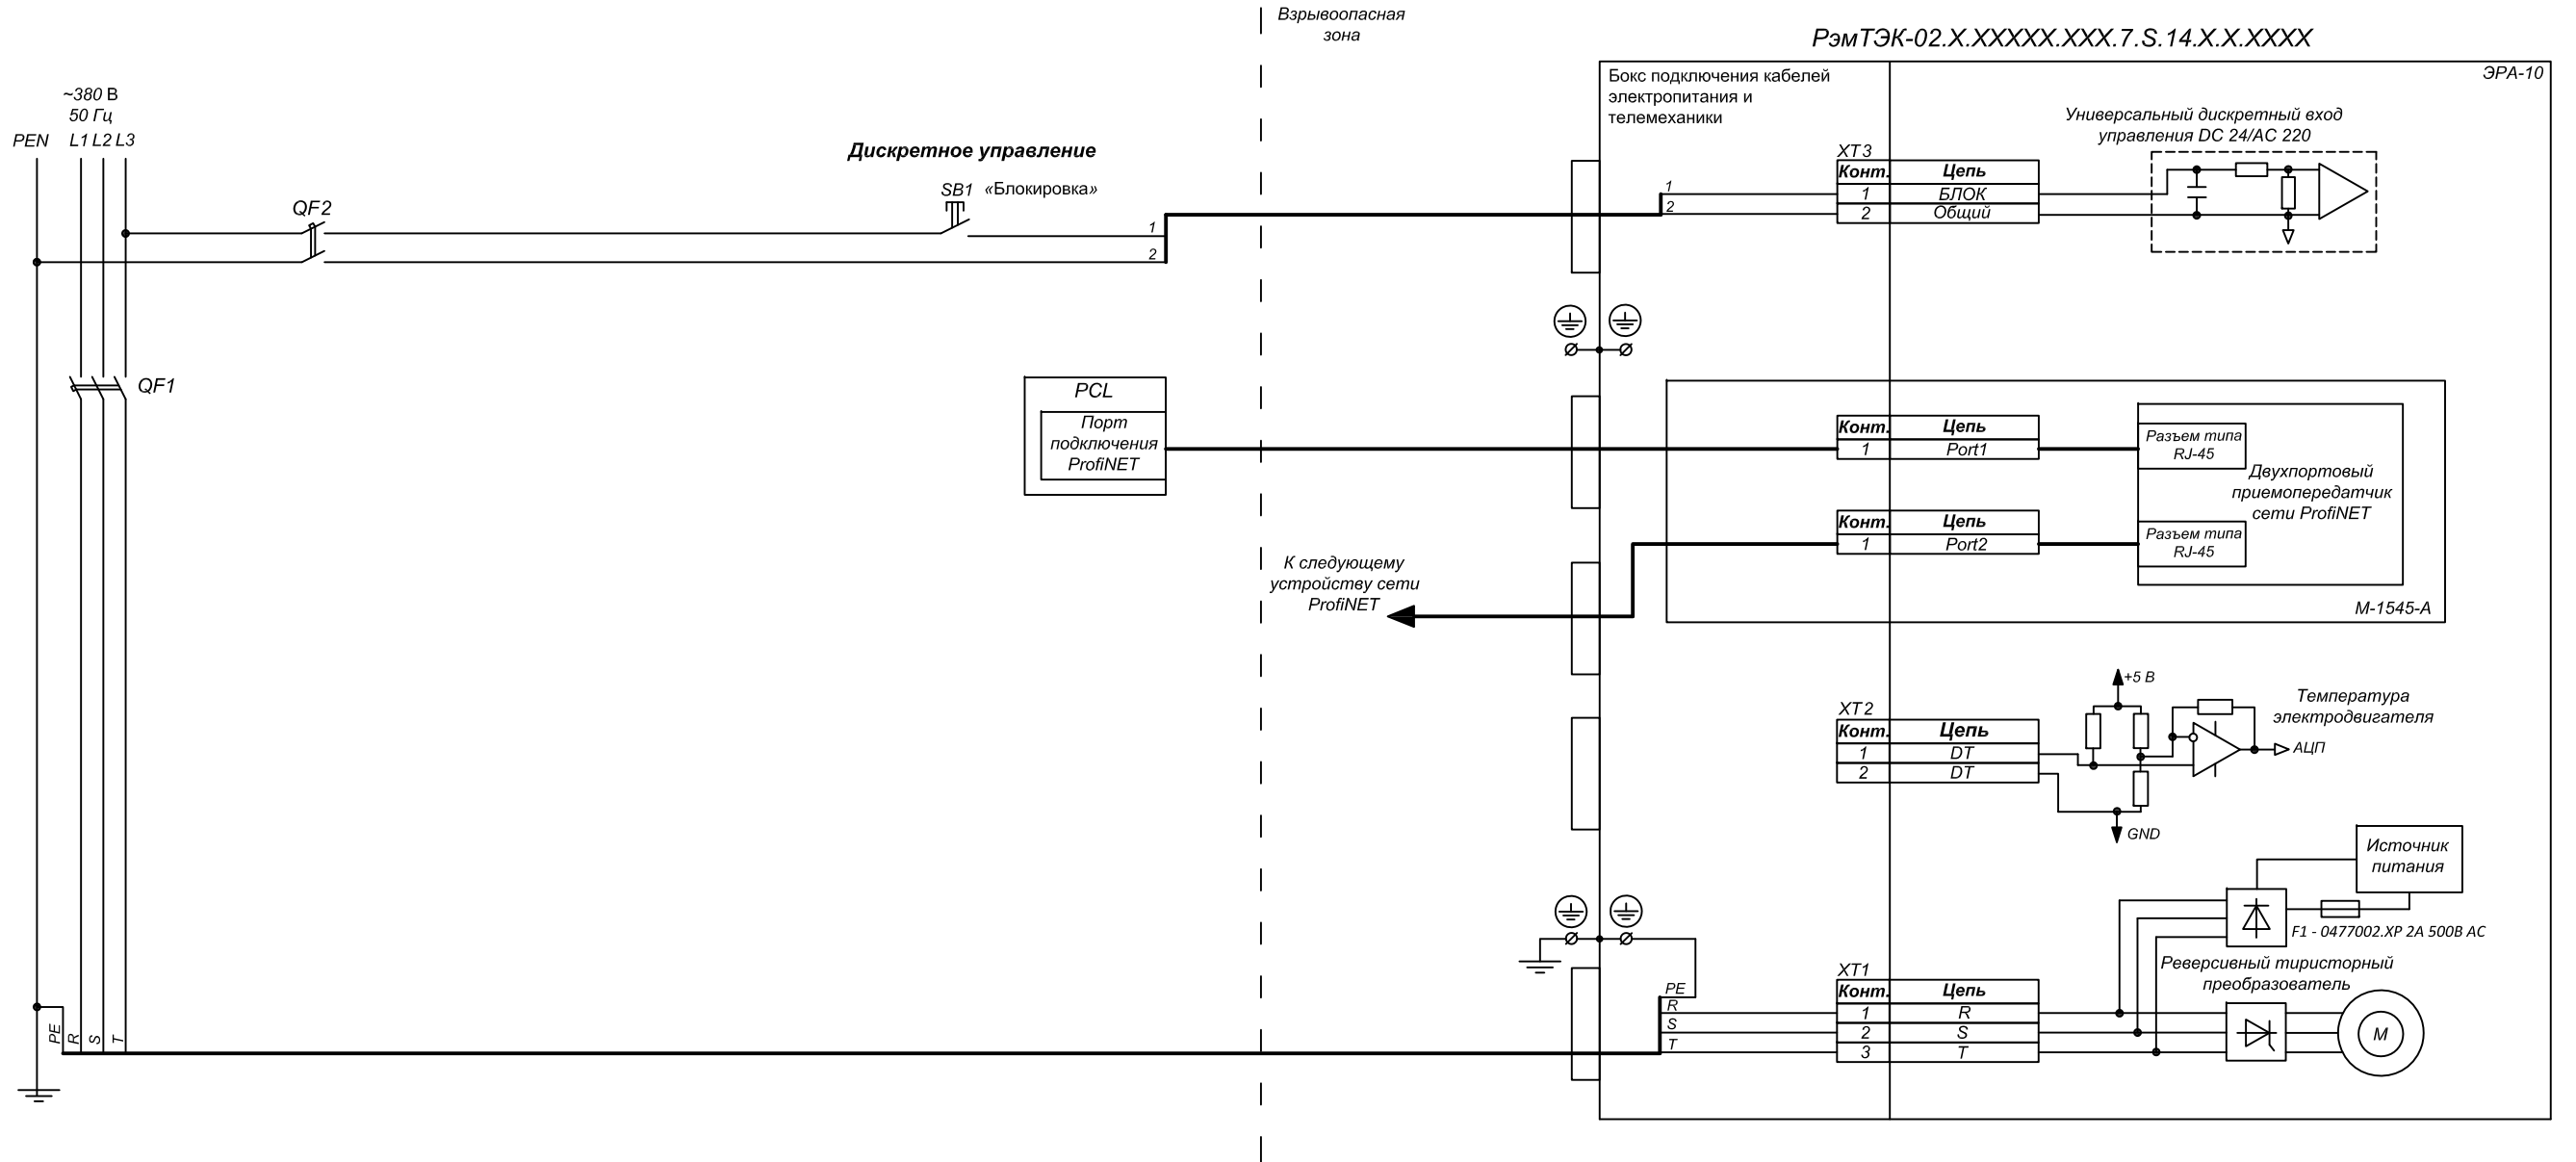 Взрывоопасная
зона
РэмТЭК-02.X.XXXXX.XXX.7.S.14.X.X.XXXX
Бокс подключения кабелей
электропитания и
телемеханики
ЭРА-10
~380 В
50 Гц
PEN L1 L2 L3
Дискретное управление
SB1 «Блокировка»
QF2
1
2
1
2
Универсальный дискретный вход
управления DC 24/AC 220
XT3
Конт. Цепь
1 БЛОК
2 Общий
QF1
PCL
Порт
подключения
ProfiNET
Конт. Цепь
1 Port1
Разъем типа
RJ-45
Двухпортовый
приемопередатчик
сети ProfiNET
Конт. Цепь
1 Port2
Разъем типа
RJ-45
М-1545-А
К следующему
устройству сети
ProfiNET
XT2
Конт. Цепь
1 DT
2 DT
+5 В
GND
Температура
электродвигателя
АЦП
Источник
питания
F1 - 0477002.XP 2A 500В AC
Реверсивный тиристорный
преобразователь
M
XT1
Конт. Цепь
1 R
2 S
3 T
PE
R
S
T
PE
R
S
T